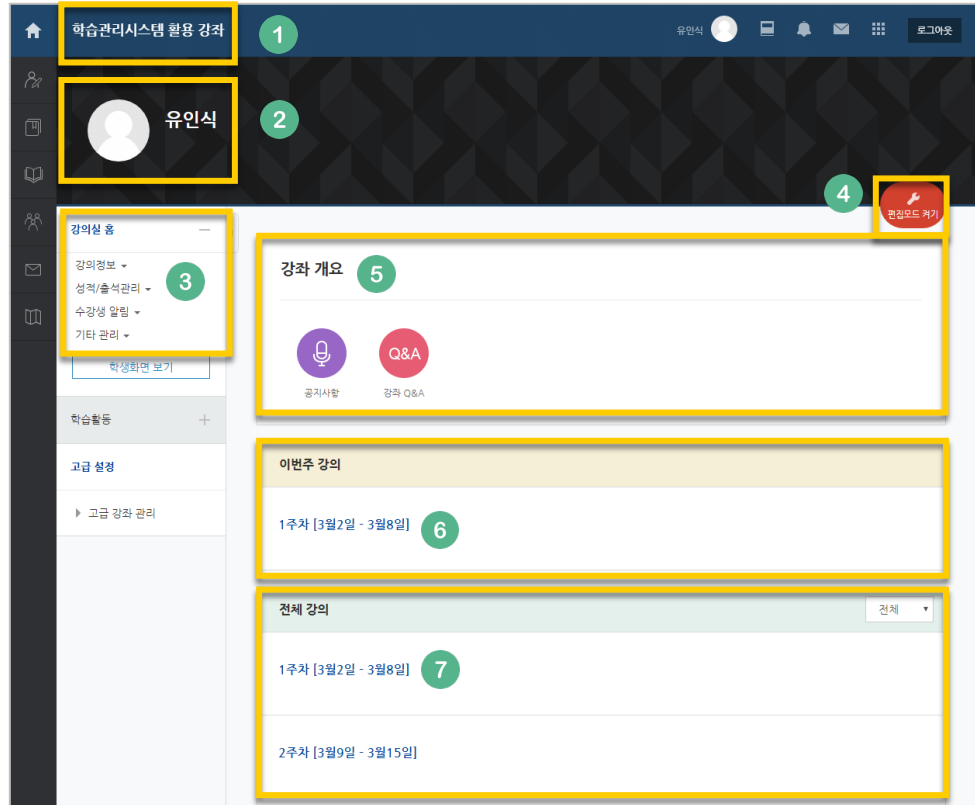 학습관리시스템 활용 강좌
1
유인식
로그아웃
유인식
2
4
편집모드 켜기
강의실 홈
강의정보
성적/출석관리
3
수강생 알림
기타 관리
학생화면 보기
학습활동
고급 설정
고급 강좌 관리
강좌 개요
5
Q&A
공지사항
강좌 Q&A
이번주 강의
1주차 [3월2일 - 3월8일]
6
전체 강의
전체
1주차 [3월2일 - 3월8일]
7
2주차 [3월9일 - 3월15일]